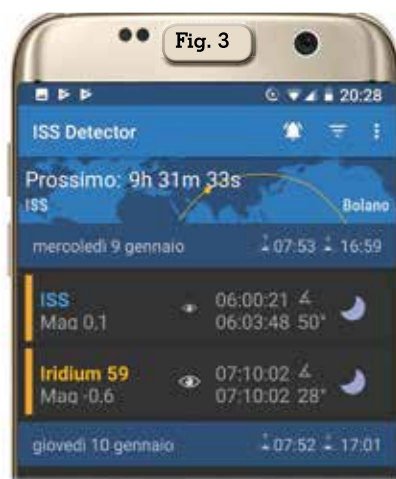 Fig. 3
20:28
ISS Detector
Prossimo: 9h 31m 33s
ISS Bolano
mercoledì 9 gennaio 07:53 16:59
ISS 06:00:21
Mag 0.1 06:03:48 50°
Iridium 59 07:10:02
Mag -0.6 07:10:02 28°
giovedì 10 gennaio 07:52 17:01